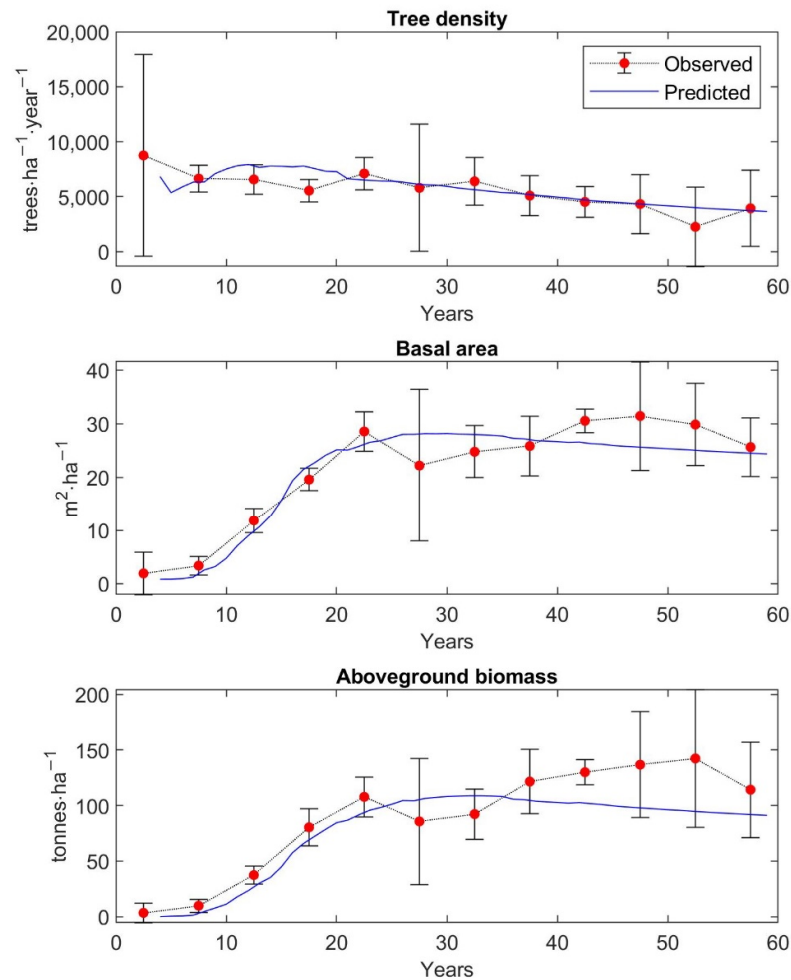 Tree density
20,000
15,000
10,000
5,000
0
trees·ha⁻¹·year⁻¹
Observed
Predicted
0 10 20 30 40 50 60
Years
Basal area
40
30
20
10
0
m²·ha⁻¹
0 10 20 30 40 50 60
Years
Aboveground biomass
200
150
100
50
0
tonnes·ha⁻¹
0 10 20 30 40 50 60
Years